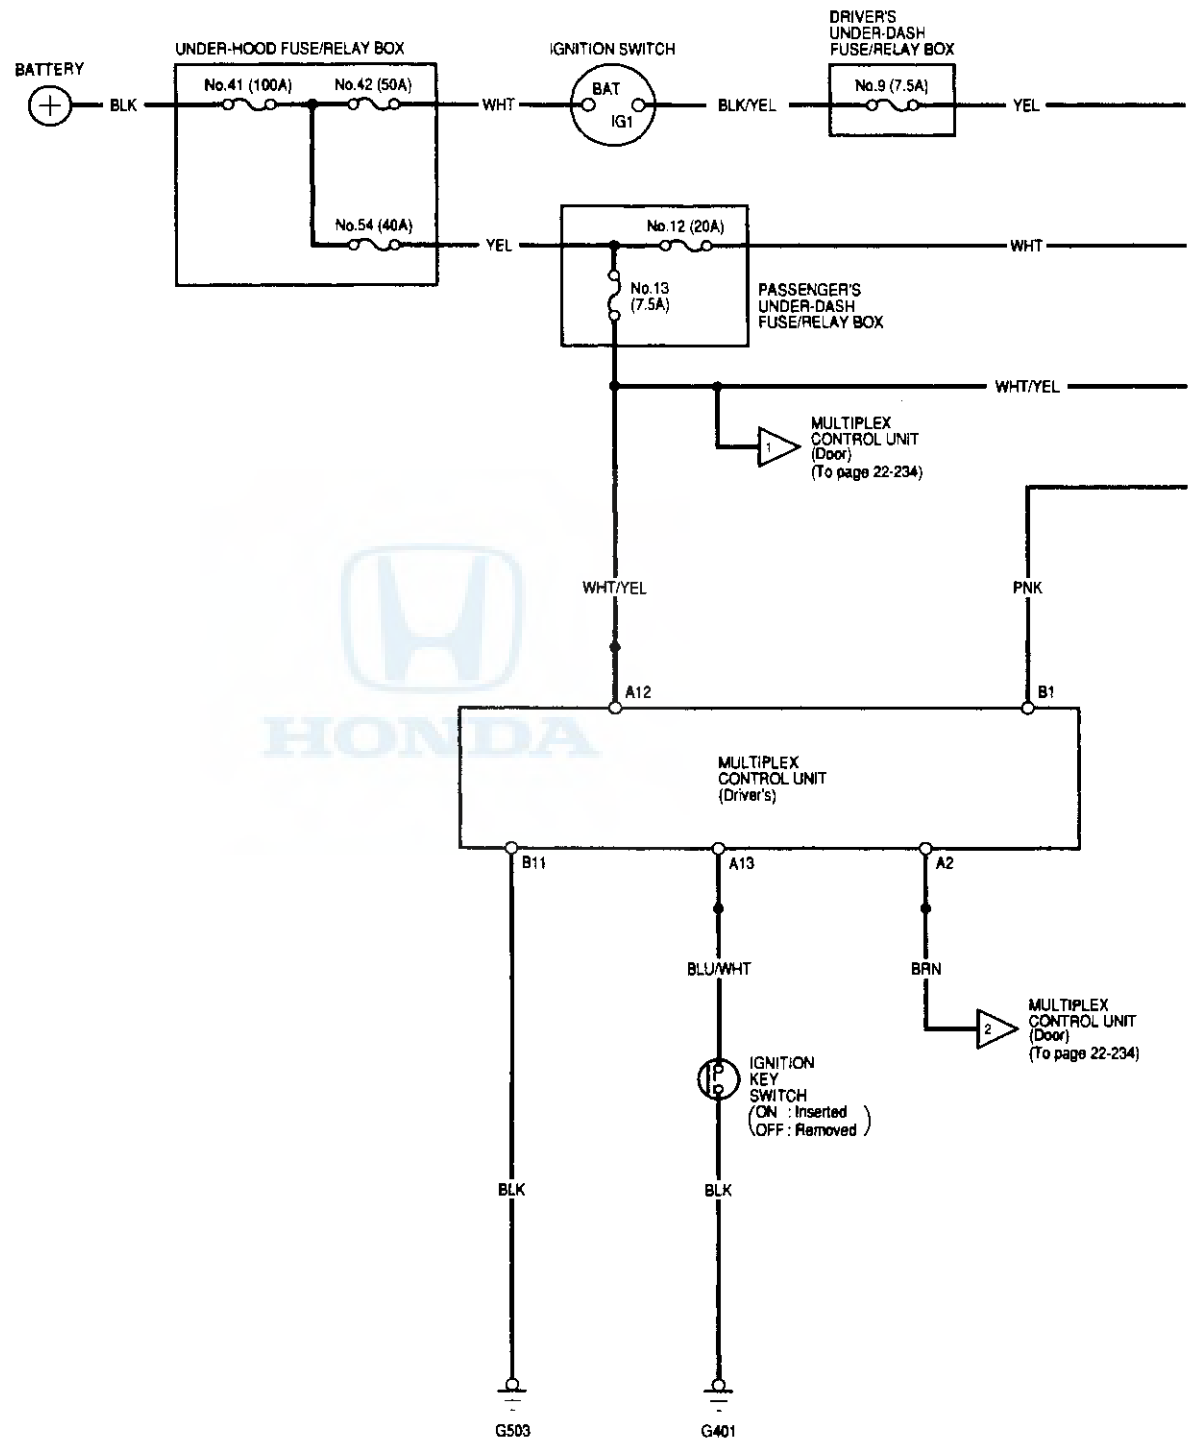 DRIVER'S
UNDER-DASH
FUSE/RELAY BOX
UNDER-HOOD FUSE/RELAY BOX
IGNITION SWITCH
BATTERY
No.41 (100A)
No.42 (50A)
BAT
No.9 (7.5A)
+
BLK
WHT
BLK/YEL
YEL
IG1
No.54 (40A)
YEL
No.12 (20A)
WHT
No.13
(7.5A)
PASSENGER'S
UNDER-DASH
FUSE/RELAY BOX
WHT/YEL
1
MULTIPLEX
CONTROL UNIT
(Door)
(To page 22-234)
WHT/YEL
PNK
A12
B1
HONDA
MULTIPLEX
CONTROL UNIT
(Driver's)
B11
A13
A2
BLU/WHT
BRN
2
MULTIPLEX
CONTROL UNIT
(Door)
(To page 22-234)
IGNITION
KEY
SWITCH
(ON : Inserted
OFF : Removed)
BLK
BLK
G503
G401